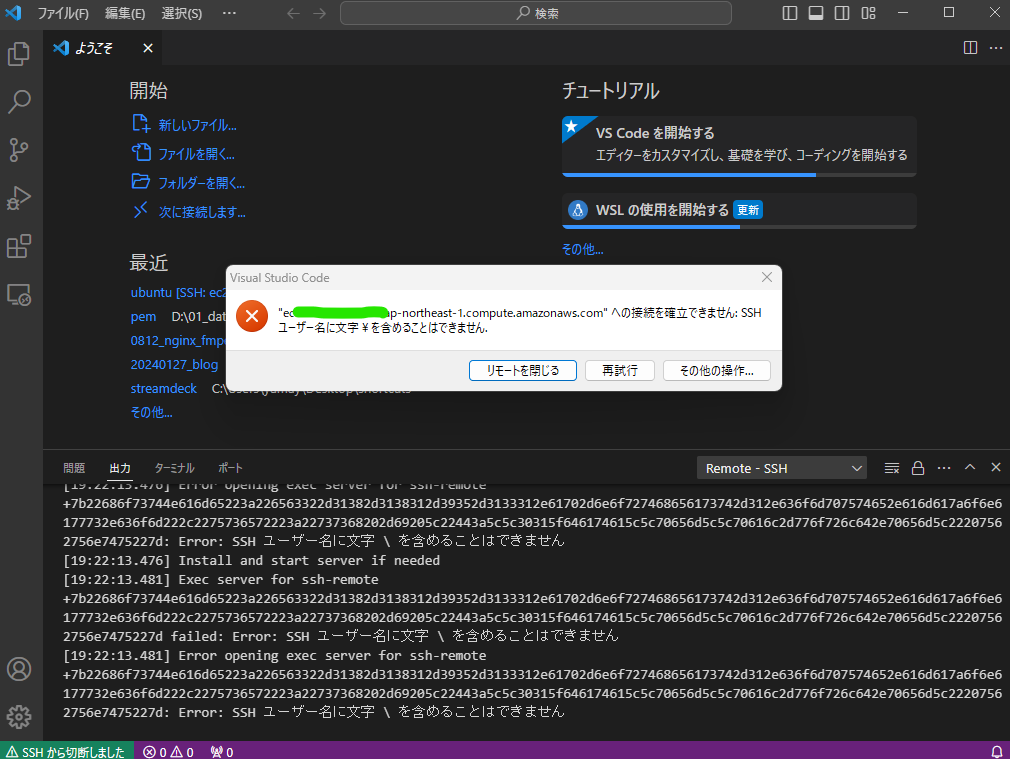 ファイル(F) 編集(E) 選択(S) ··· 検索
ようこそ
開始
新しいファイル...
ファイルを開く...
フォルダーを開く...
次に接続します...
最近
ubuntu [SSH: ec2
pem D:\01_dat
0812_nginx_fmp
20240127_blog
streamdeck
その他...
チュートリアル
VS Code を開始する
エディターをカスタマイズし、基礎を学び、コーディングを開始する
WSL の使用を開始する 更新
その他...
Visual Studio Code
"ec ap-northeast-1.compute.amazonaws.com" への接続を確立できません: SSH
ユーザー名に文字 ¥ を含めることはできません.
リモートを閉じる 再試行 その他の操作...
問題 出力 ターミナル ポート Remote - SSH
[19:22:13.476] Error opening exec server for ssh-remote
+7b22686f73744e616d65223a226563322d31382d3138312d39352d3133312e61702d6e6f727468656173742d312e636f6d707574652e616d617a6f6e6
177732e636f6d222c2275736572223a22737368202d69205c22443a5c5c30315f646174615c5c70656d5c5c70616c2d776f726c642e70656d5c2220756
2756e7475227d: Error: SSH ユーザー名に文字 \ を含めることはできません
[19:22:13.476] Install and start server if needed
[19:22:13.481] Exec server for ssh-remote
+7b22686f73744e616d65223a226563322d31382d3138312d39352d3133312e61702d6e6f727468656173742d312e636f6d707574652e616d617a6f6e6
177732e636f6d222c2275736572223a22737368202d69205c22443a5c5c30315f646174615c5c70656d5c5c70616c2d776f726c642e70656d5c2220756
2756e7475227d failed: Error: SSH ユーザー名に文字 \ を含めることはできません
[19:22:13.481] Error opening exec server for ssh-remote
+7b22686f73744e616d65223a226563322d31382d3138312d39352d3133312e61702d6e6f727468656173742d312e636f6d707574652e616d617a6f6e6
177732e636f6d222c2275736572223a22737368202d69205c22443a5c5c30315f646174615c5c70656d5c5c70616c2d776f726c642e70656d5c2220756
2756e7475227d: Error: SSH ユーザー名に文字 \ を含めることはできません
SSH から切断しました 0 0 0